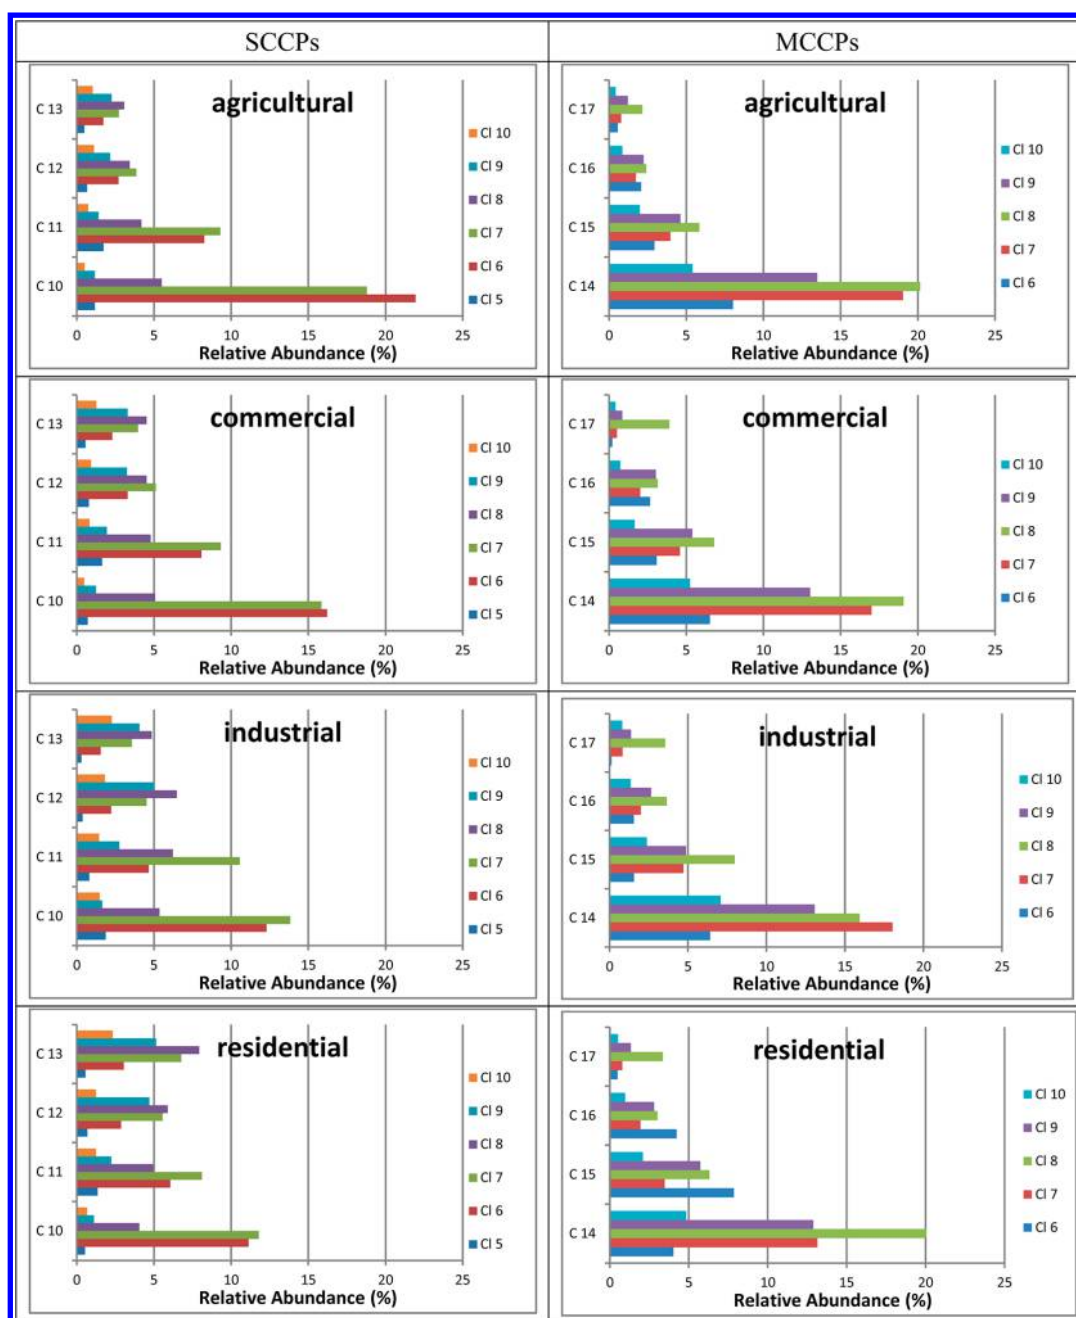 SCCPs
MCCPs
agricultural
C 13
C 12
C 11
C 10
Cl 10
Cl 9
Cl 8
Cl 7
Cl 6
Cl 5
0 5 10 15 20 25
Relative Abundance (%)
agricultural
C 17
C 16
C 15
C 14
Cl 10
Cl 9
Cl 8
Cl 7
Cl 6
0 5 10 15 20 25
Relative Abundance (%)
commercial
C 13
C 12
C 11
C 10
Cl 10
Cl 9
Cl 8
Cl 7
Cl 6
Cl 5
0 5 10 15 20 25
Relative Abundance (%)
commercial
C 17
C 16
C 15
C 14
Cl 10
Cl 9
Cl 8
Cl 7
Cl 6
0 5 10 15 20 25
Relative Abundance (%)
industrial
C 13
C 12
C 11
C 10
Cl 10
Cl 9
Cl 8
Cl 7
Cl 6
Cl 5
0 5 10 15 20 25
Relative Abundance (%)
industrial
C 17
C 16
C 15
C 14
Cl 10
Cl 9
Cl 8
Cl 7
Cl 6
0 5 10 15 20 25
Relative Abundance (%)
residential
C 13
C 12
C 11
C 10
Cl 10
Cl 9
Cl 8
Cl 7
Cl 6
Cl 5
0 5 10 15 20 25
Relative Abundance (%)
residential
C 17
C 16
C 15
C 14
Cl 10
Cl 9
Cl 8
Cl 7
Cl 6
0 5 10 15 20 25
Relative Abundance (%)